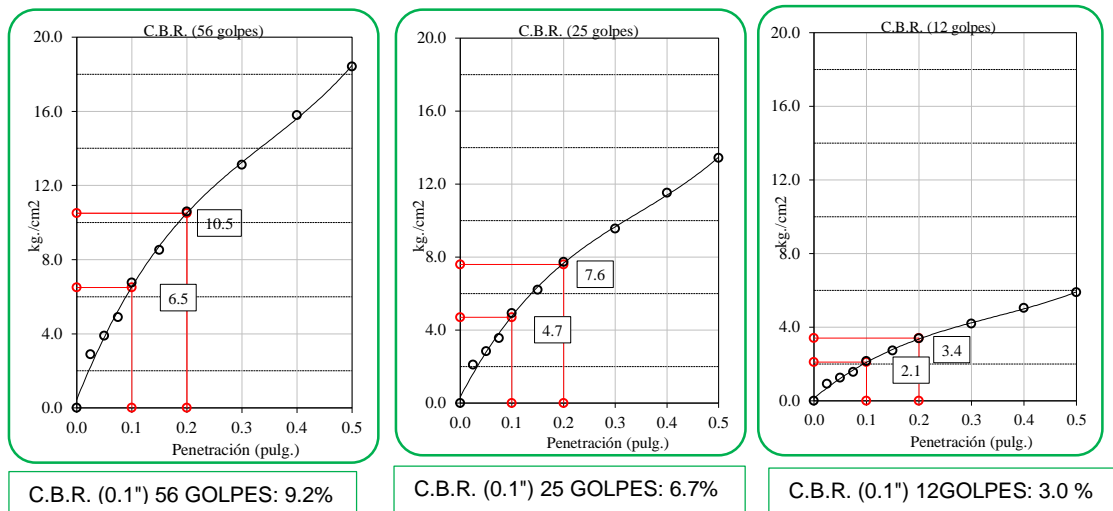 C.B.R. (56 golpes)
20.0
16.0
12.0
8.0
4.0
0.0
kg./cm2
10.5
6.5
0.0 0.1 0.2 0.3 0.4 0.5
Penetración (pulg.)
C.B.R. (0.1") 56 GOLPES: 9.2%
C.B.R. (25 golpes)
20.0
16.0
12.0
8.0
4.0
0.0
kg./cm2
7.6
4.7
0.0 0.1 0.2 0.3 0.4 0.5
Penetración (pulg.)
C.B.R. (0.1") 25 GOLPES: 6.7%
C.B.R. (12 golpes)
20.0
16.0
12.0
8.0
4.0
0.0
kg./cm2
3.4
2.1
0.0 0.1 0.2 0.3 0.4 0.5
Penetración (pulg.)
C.B.R. (0.1") 12GOLPES: 3.0 %